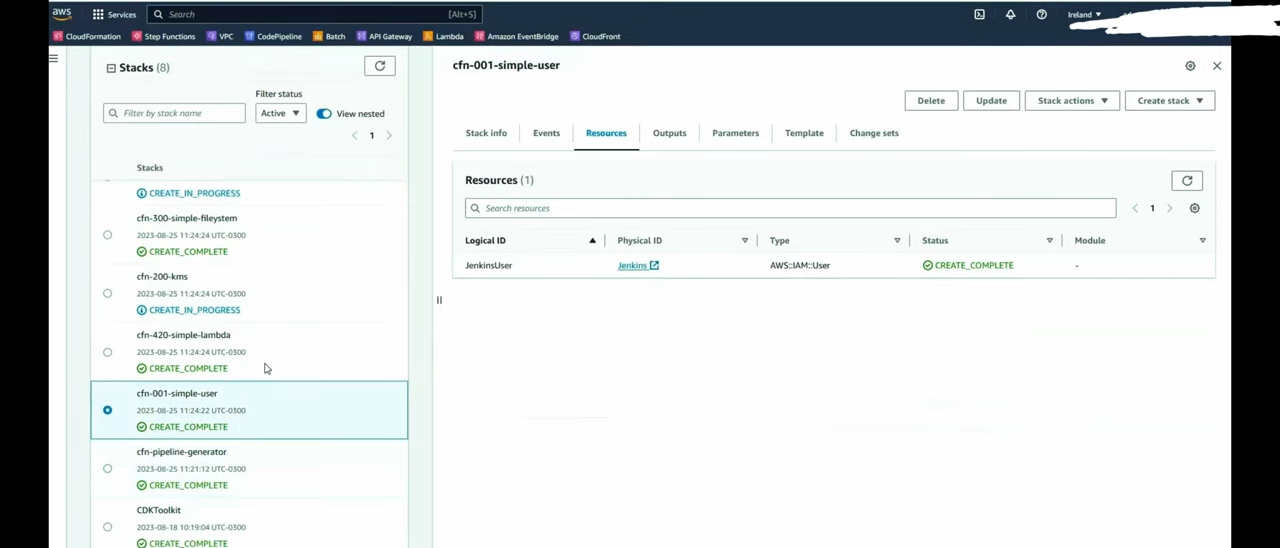 aws Services Search [Alt+S] Ireland
CloudFormation Step Functions VPC CodePipeline Batch API Gateway Lambda Amazon EventBridge CloudFront
Stacks (8)
Filter status
Filter by stack name Active View nested
1
Stacks
CREATE_IN_PROGRESS
cfn-300-simple-fileystem
2023-08-25 11:24:24 UTC-0300
CREATE_COMPLETE
cfn-200-kms
2023-08-25 11:24:24 UTC-0300
CREATE_IN_PROGRESS
cfn-420-simple-lambda
2023-08-25 11:24:24 UTC-0300
CREATE_COMPLETE
cfn-001-simple-user
2023-08-25 11:24:22 UTC-0300
CREATE_COMPLETE
cfn-pipeline-generator
2023-08-25 11:21:12 UTC-0300
CREATE_COMPLETE
CDKToolkit
2023-08-18 10:19:04 UTC-0300
CREATE_COMPLETE
cfn-001-simple-user
Delete Update Stack actions Create stack
Stack info Events Resources Outputs Parameters Template Change sets
Resources (1)
Search resources 1
Logical ID Physical ID Type Status Module
JenkinsUser Jenkins AWS::IAM::User CREATE_COMPLETE -